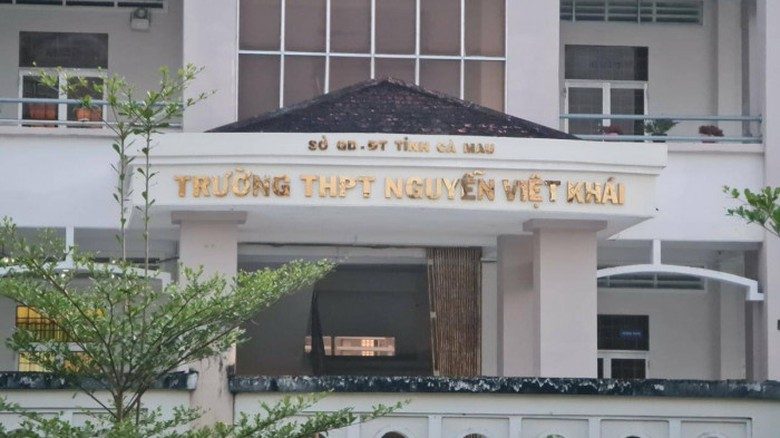 SỞ GD-ĐT TỈNH CÀ MAU
TRƯỜNG THPT NGUYỄN VIỆT KHÁI